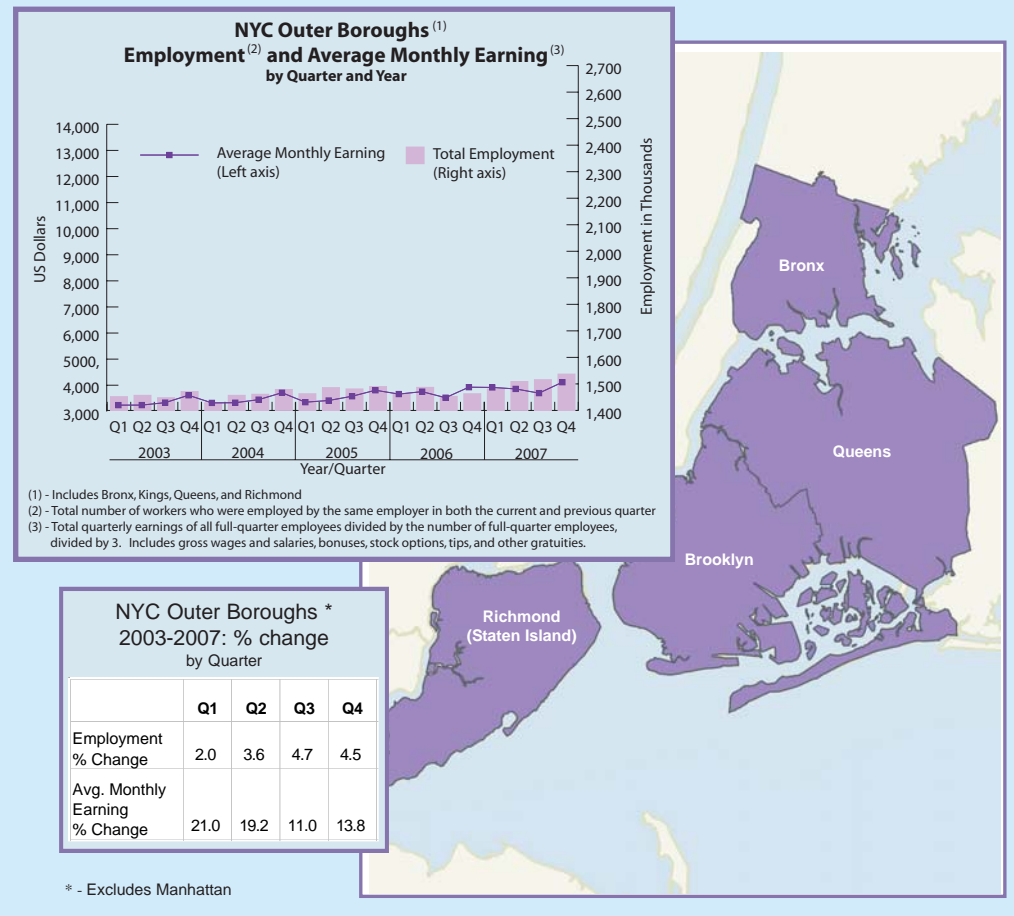 NYC Outer Boroughs (1)
Employment (2) and Average Monthly Earning (3)
by Quarter and Year
US Dollars
14,000
13,000
12,000
11,000
10,000
9,000
8,000
7,000
6,000
5000,
4,000
3,000
Average Monthly Earning
(Left axis)
Total Employment
(Right axis)
2,700
2,600
2,500
2,400
2,300
2,200
2,100
2,000
1,900
1,800
1,700
1,600
1,500
1,400
Employment in Thousands
Q1 Q2 Q3 Q4 Q1 Q2 Q3 Q4 Q1 Q2 Q3 Q4 Q1 Q2 Q3 Q4 Q1 Q2 Q3 Q4
2003 2004 2005 2006 2007
Year/Quarter
(1) - Includes Bronx, Kings, Queens, and Richmond
(2) - Total number of workers who were employed by the same employer in both the current and previous quarter
(3) - Total quarterly earnings of all full-quarter employees divided by the number of full-quarter employees,
divided by 3. Includes gross wages and salaries, bonuses, stock options, tips, and other gratuities.
Bronx
Queens
Brooklyn
Richmond
(Staten Island)
NYC Outer Boroughs *
2003-2007: % change
by Quarter
Q1 Q2 Q3 Q4
Employment
% Change 2.0 3.6 4.7 4.5
Avg. Monthly
Earning
% Change 21.0 19.2 11.0 13.8
* - Excludes Manhattan